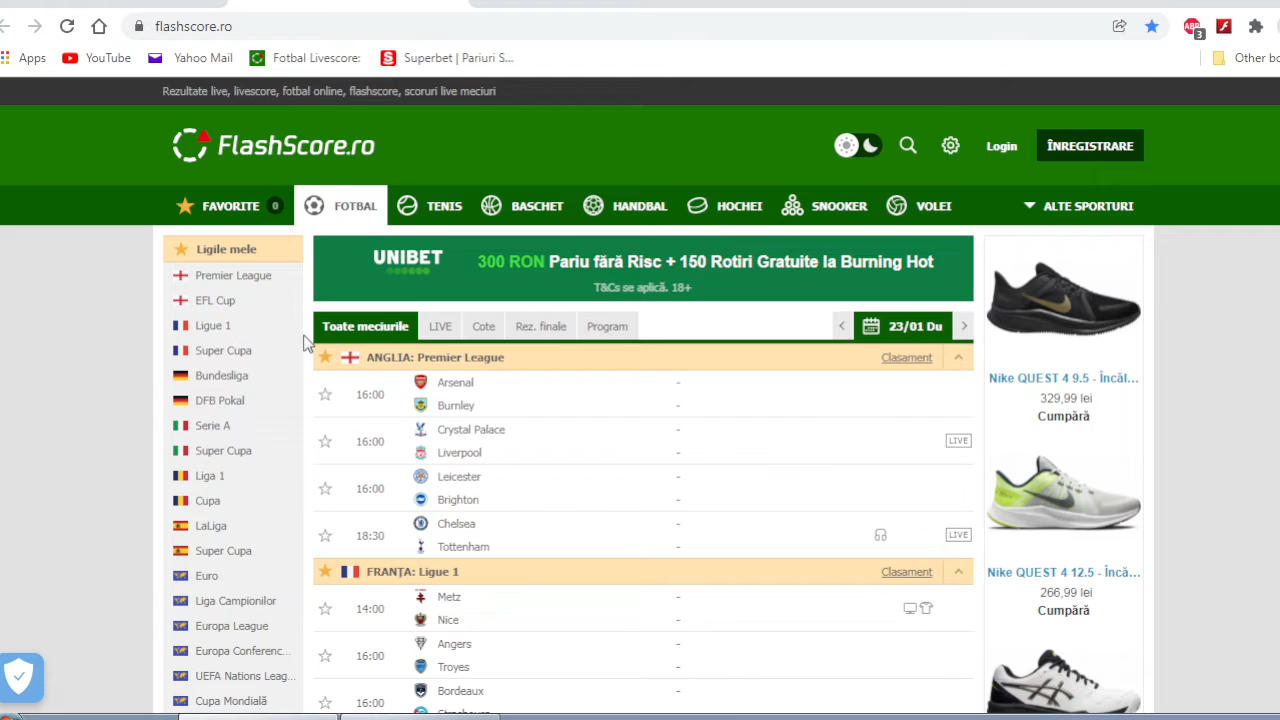 flashscore.ro
3
Apps YouTube Yahoo Mail Fotbal Livescore: Superbet | Pariuri S... Other bo
Rezultate live, livescore, fotbal online, flashscore, scoruri live meciuri
FlashScore.ro Login ÎNREGISTRARE
FAVORITE 0 FOTBAL TENIS BASCHET HANDBAL HOCHEI SNOOKER VOLEI ALTE SPORTURI
Ligile mele
Premier League
EFL Cup
Ligue 1
Super Cupa
Bundesliga
DFB Pokal
Serie A
Super Cupa
Liga 1
Cupa
LaLiga
Super Cupa
Euro
Liga Campionilor
Europa League
Europa Conferenc...
UEFA Nations Leag...
Cupa Mondială
UNIBET 300 RON Pariu fără Risc + 150 Rotiri Gratuite la Burning Hot
T&Cs se aplică. 18+
Toate meciurile LIVE Cote Rez. finale Program 23/01 Du
ANGLIA: Premier League Clasament
16:00
Arsenal -
Burnley -
16:00
Crystal Palace -
Liverpool -
LIVE
16:00
Leicester -
Brighton -
18:30
Chelsea -
Tottenham -
LIVE
FRANȚA: Ligue 1 Clasament
14:00
Metz -
Nice -
16:00
Angers -
Troyes -
16:00
Bordeaux -
Nike QUEST 4 9.5 - Încăl...
329,99 lei
Cumpără
Nike QUEST 4 12.5 - Încă...
266,99 lei
Cumpără